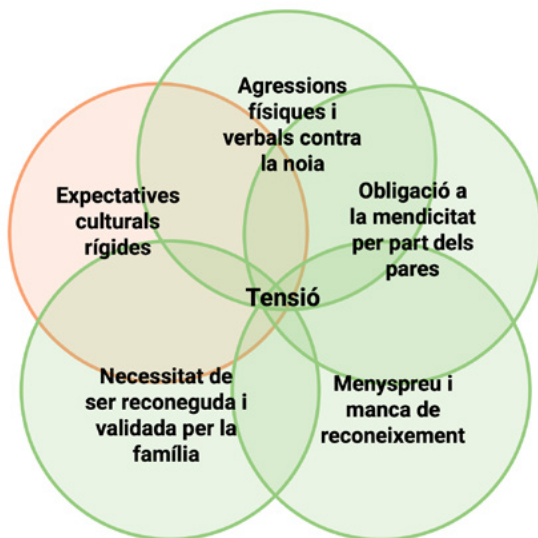 Agressions
físiques i
verbals contra
la noia
Expectatives
culturals
rígides
Obligació a
la mendicitat
per part dels
pares
Tensió
Necessitat de
ser reconeguda i
validada per la
família
Menyspreu i
manca de
reconeixement